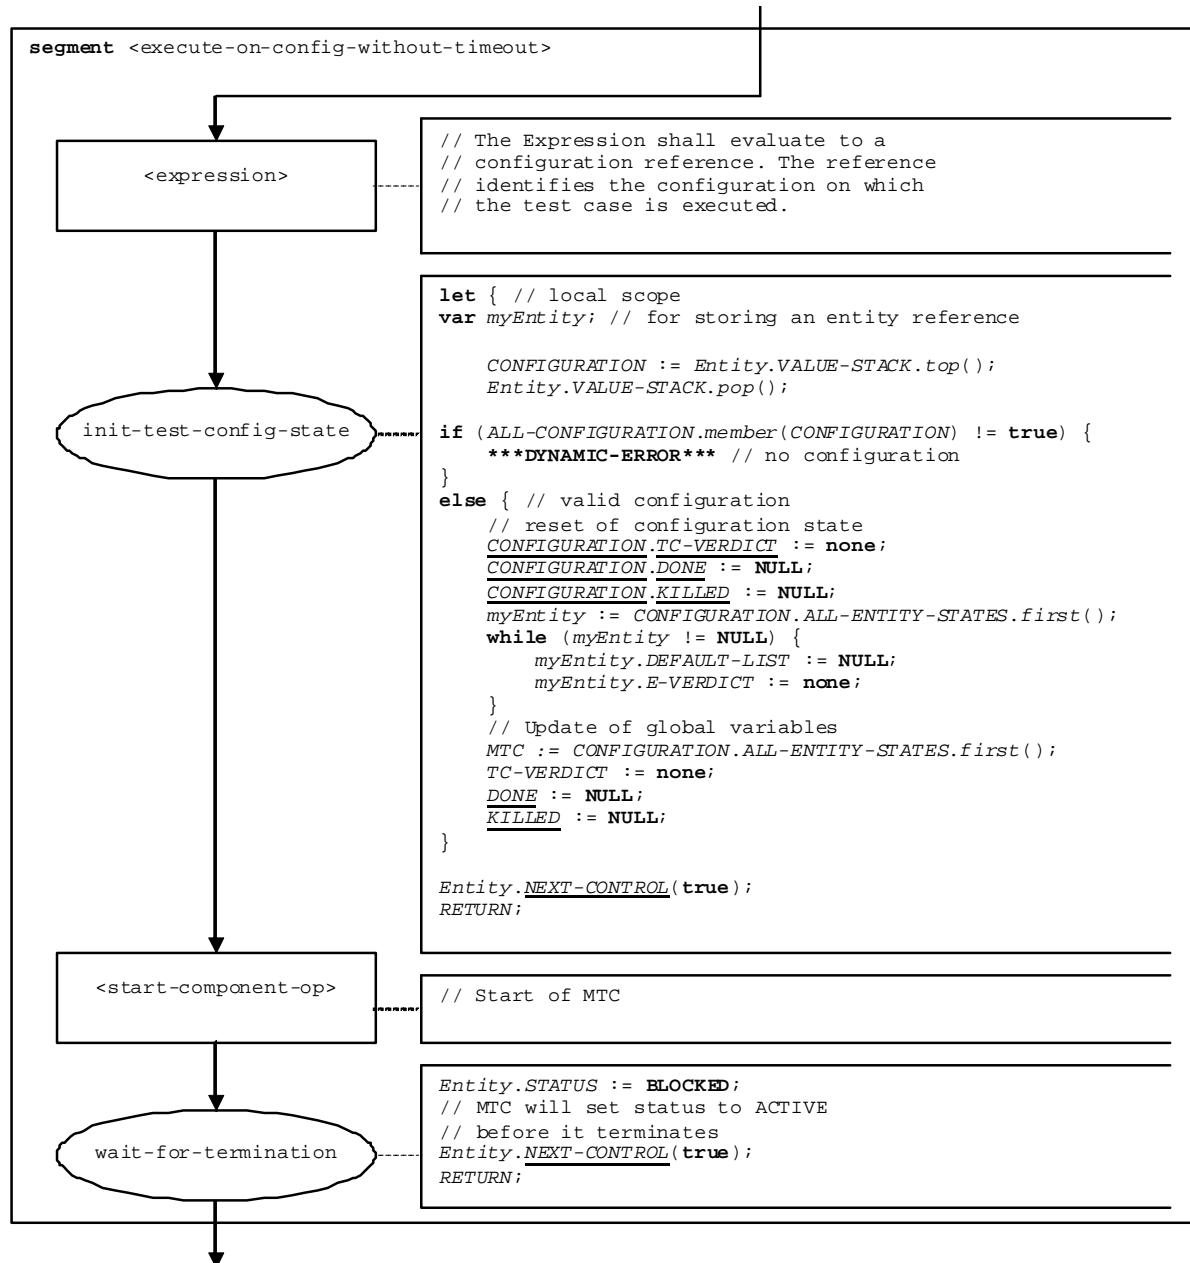 segment <execute-on-config-without-timeout>
<expression>
// The Expression shall evaluate to a
// configuration reference. The reference
// identifies the configuration on which
// the test case is executed.
init-test-config-state
let { // local scope
var myEntity; // for storing an entity reference
CONFIGURATION := Entity.VALUE-STACK.top();
Entity.VALUE-STACK.pop();
if (ALL-CONFIGURATION.member(CONFIGURATION) != true) {
***DYNAMIC-ERROR*** // no configuration
}
else { // valid configuration
// reset of configuration state
CONFIGURATION.TC-VERDICT := none;
CONFIGURATION.DONE := NULL;
CONFIGURATION.KILLED := NULL;
myEntity := CONFIGURATION.ALL-ENTITY-STATES.first();
while (myEntity != NULL) {
myEntity.DEFAULT-LIST := NULL;
myEntity.E-VERDICT := none;
}
// Update of global variables
MTC := CONFIGURATION.ALL-ENTITY-STATES.first();
TC-VERDICT := none;
DONE := NULL;
KILLED := NULL;
}
Entity.NEXT-CONTROL(true);
RETURN;
<start-component-op>
// Start of MTC
wait-for-termination
Entity.STATUS := BLOCKED;
// MTC will set status to ACTIVE
// before it terminates
Entity.NEXT-CONTROL(true);
RETURN;